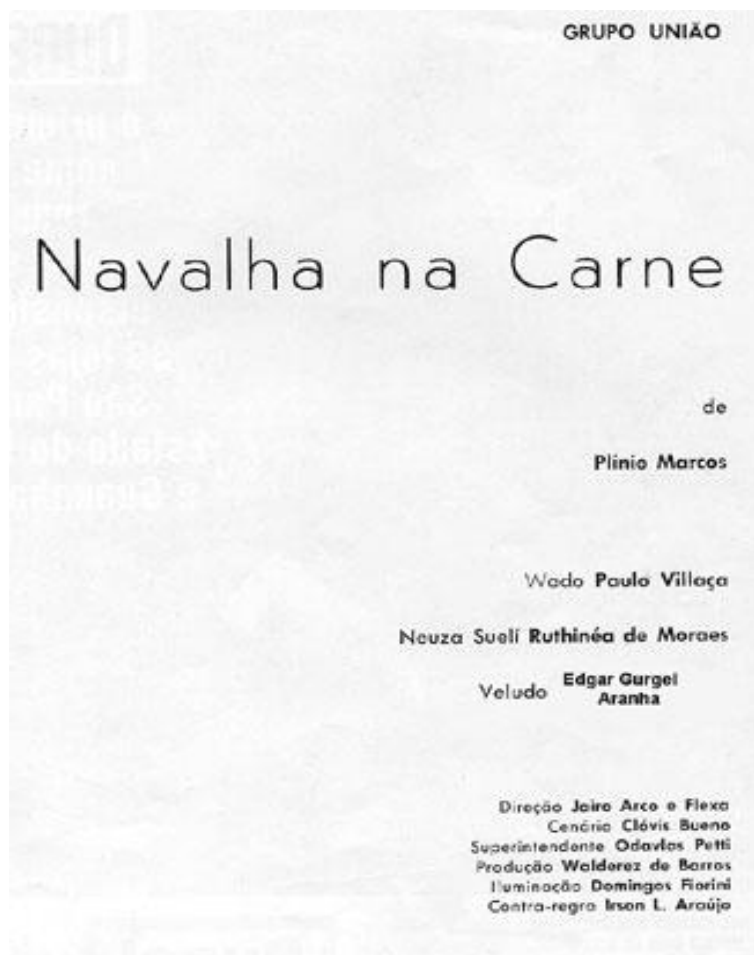 GRUPO UNIÃO
Navalha na Carne
de
Plínio Marcos
Wado Paulo Villaça
Neuza Suelí Ruthinéa de Moraes
Veludo Edgar Gurgel
Aranha
Direção Jairo Arco e Flexa
Cenário Clóvis Bueno
Superintendente Odavlas Petti
Produção Walderez de Barros
Iluminação Domingos Fiorini
Contra-regra Irson L. Araújo